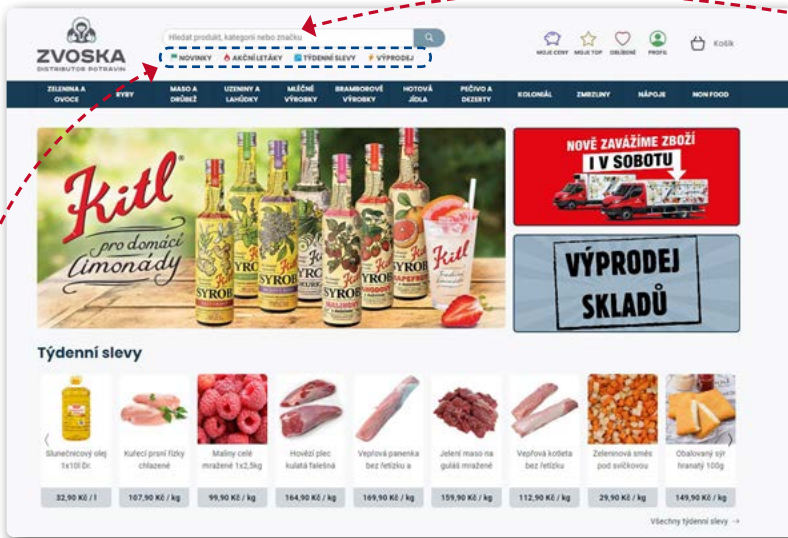 Hledat produkt, kategorii nebo značku
ZVOSKA
DISTRIBUTOR POTRAVIN
NOVINKY AKČNÍ LETÁKY TÝDENNÍ SLEVY VÝPRODEJ
MOJE CENY MOJE TOP OBLÍBENÉ PROFIL Košík
ZELENINA A OVOCE
RYBY
MASO A DRŮBEŽ
UZENINY A LAHŮDKY
MLÉČNÉ VÝROBKY
BRAMBOROVÉ VÝROBKY
HOTOVÁ JÍDLA
PEČIVO A DEZERTY
KOLONIÁL
ZMRZLINY
NÁPOJE
NON FOOD
Kitl
pro domácí
limonády
SYROB
MALINOVÝ
Kitl
NOVĚ ZAVÁŽÍME ZBOŽÍ
I V SOBOTU
VÝPRODEJ
SKLADŮ
Týdenní slevy
Slunečnicový olej
1x10l Dr.
32,90 Kč / l
Kuřecí prsní řízky
chlazené
107,90 Kč / kg
Maliny celé
mražené 1x2,5kg
99,90 Kč / kg
Hovězí plec
kulatá falešná
164,90 Kč / kg
Vepřová panenka
bez řetízku a
169,90 Kč / kg
Jelení maso na
guláš mražené
159,90 Kč / kg
Vepřová kotleta
bez řetízku
112,90 Kč / kg
Zeleninová směs
pod svíčkovou
29,90 Kč / kg
Obalovaný sýr
hranatý 100g
149,90 Kč / kg
Všechny týdenní slevy →